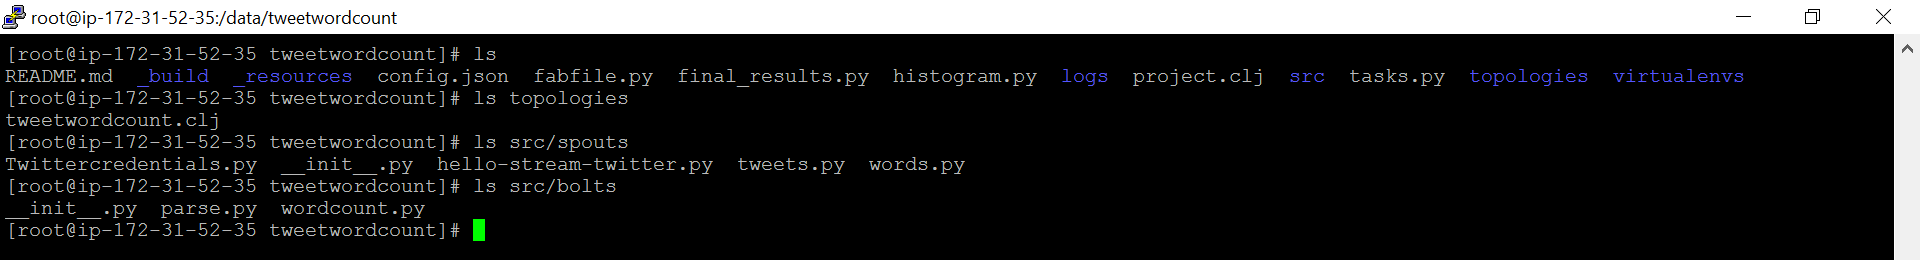 root@ip-172-31-52-35:/data/tweetwordcount
[root@ip-172-31-52-35 tweetwordcount]# ls
README.md _build _resources config.json fabfile.py final_results.py histogram.py logs project.clj src tasks.py topologies virtualenvs
[root@ip-172-31-52-35 tweetwordcount]# ls topologies
tweetwordcount.clj
[root@ip-172-31-52-35 tweetwordcount]# ls src/spouts
Twittercredentials.py __init__.py hello-stream-twitter.py tweets.py words.py
[root@ip-172-31-52-35 tweetwordcount]# ls src/bolts
__init__.py parse.py wordcount.py
[root@ip-172-31-52-35 tweetwordcount]#